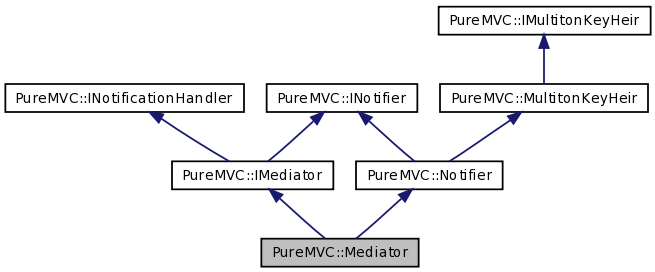 PureMVC::IMultitonKeyHeir
PureMVC::INotificationHandler
PureMVC::INotifier
PureMVC::MultitonKeyHeir
PureMVC::IMediator
PureMVC::Notifier
PureMVC::Mediator